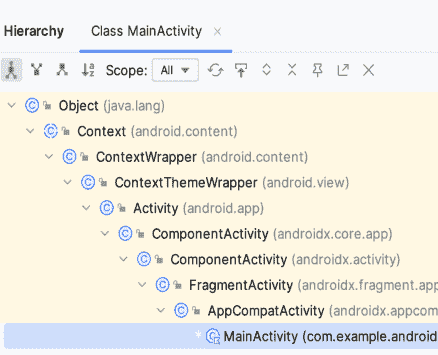 Hierarchy Class MainActivity
Scope: All
Object (java.lang)
Context (android.content)
ContextWrapper (android.content)
ContextThemeWrapper (android.view)
Activity (android.app)
ComponentActivity (androidx.core.app)
ComponentActivity (androidx.activity)
FragmentActivity (androidx.fragment.app
AppCompatActivity (androidx.appcom
MainActivity (com.example.android